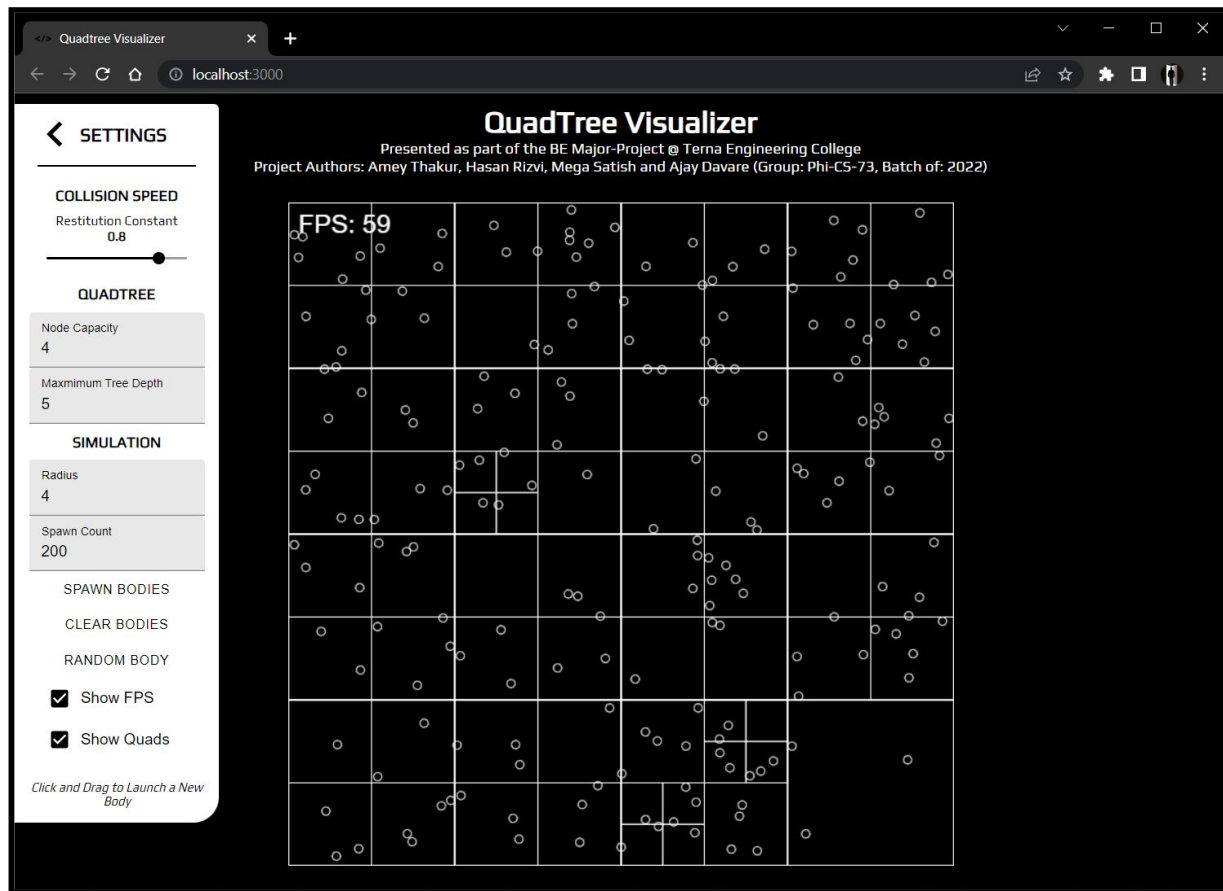 </> Quadtree Visualizer
localhost:3000
SETTINGS
COLLISION SPEED
Restitution Constant
0.8
QUADTREE
Node Capacity
4
Maxmimum Tree Depth
5
SIMULATION
Radius
4
Spawn Count
200
SPAWN BODIES
CLEAR BODIES
RANDOM BODY
Show FPS
Show Quads
Click and Drag to Launch a New
Body
QuadTree Visualizer
Presented as part of the BE Major-Project @ Terna Engineering College
Project Authors: Amey Thakur, Hasan Rizvi, Mega Satish and Ajay Davare (Group: Phi-CS-73, Batch of: 2022)
FPS: 59